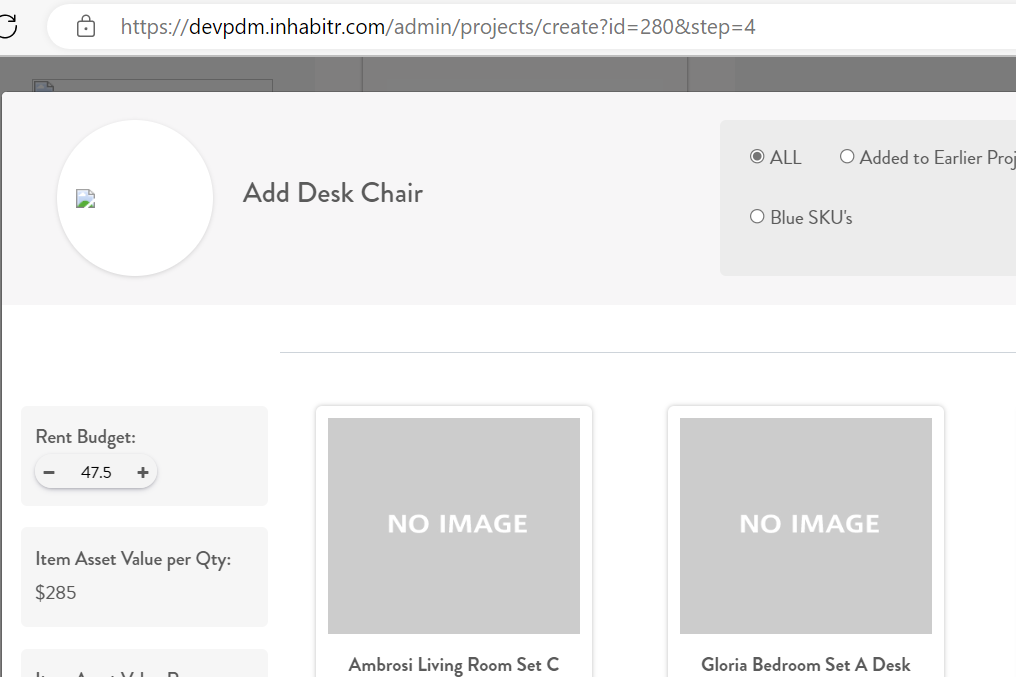 https://devpdm.inhabitr.com/admin/projects/create?id=280&step=4
Add Desk Chair
ALL
Added to Earlier
Blue SKU's
Rent Budget:
− 47.5 +
Item Asset Value per Qty:
$285
NO IMAGE
NO IMAGE
Ambrosi Living Room Set C
Gloria Bedroom Set A Desk